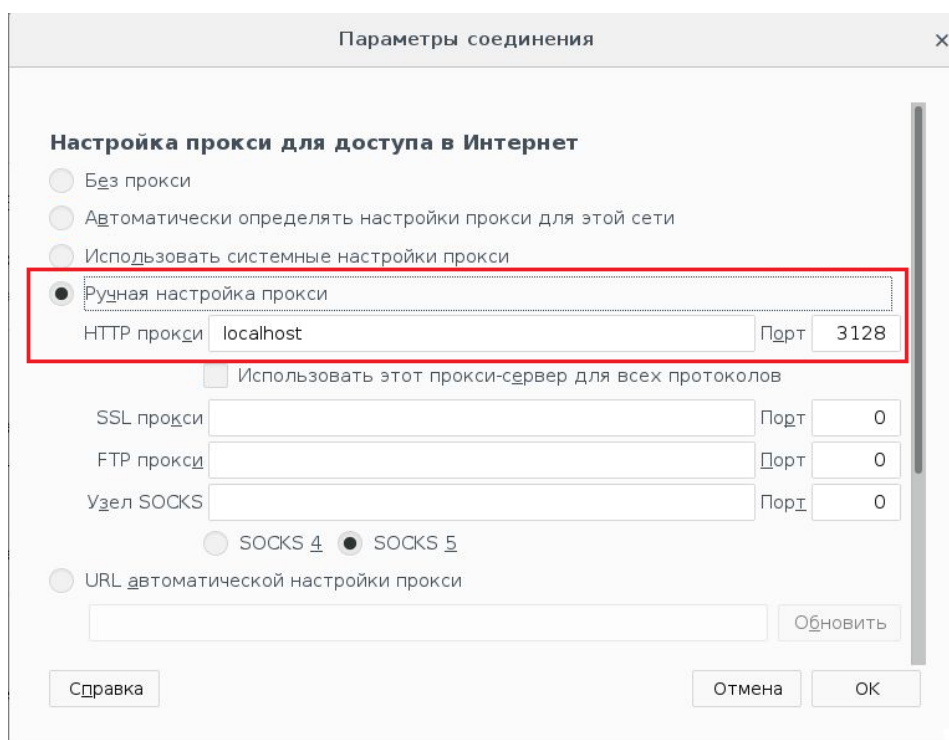 Параметры соединения ×
Настройка прокси для доступа в Интернет
Без прокси
Автоматически определять настройки прокси для этой сети
Использовать системные настройки прокси
Ручная настройка прокси
HTTP прокси localhost Порт 3128
Использовать этот прокси-сервер для всех протоколов
SSL прокси Порт 0
FTP прокси Порт 0
Узел SOCKS Порт 0
SOCKS 4 SOCKS 5
URL автоматической настройки прокси
Обновить
Справка Отмена OK